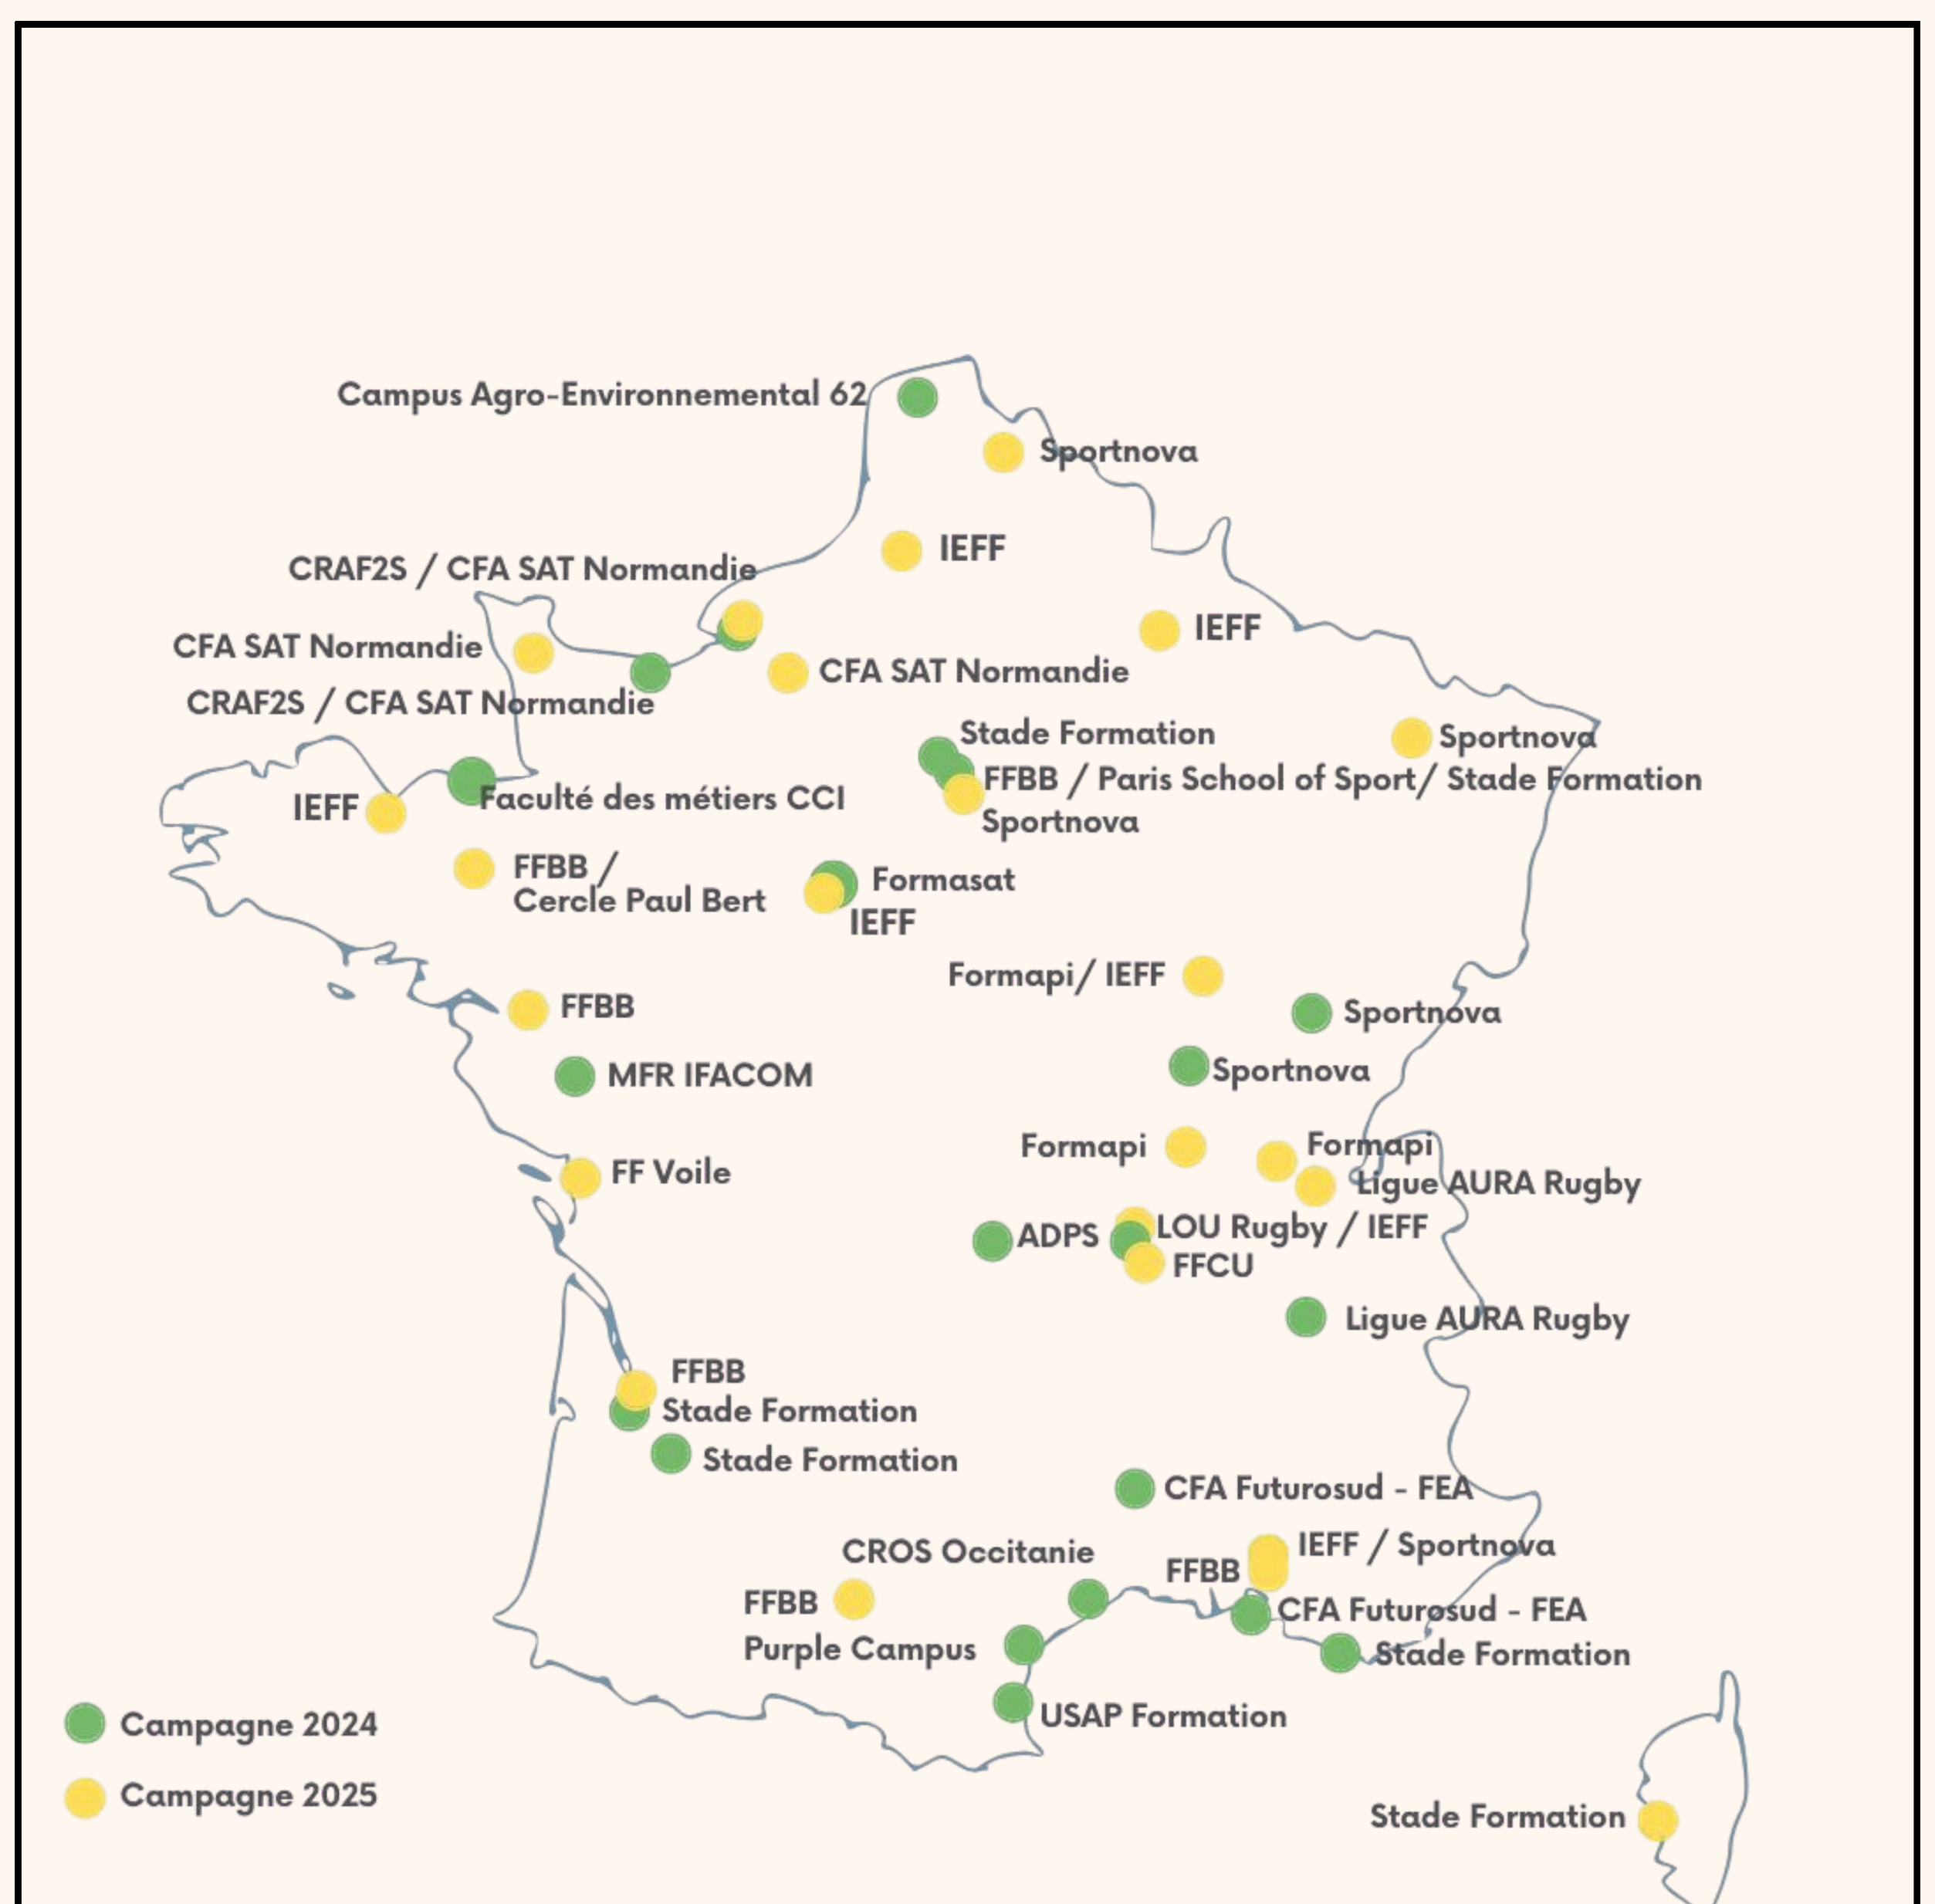 Campus Agro-Environnemental 62
Sportnova
IEFF
CRAF2S / CFA SAT Normandie
IEFF
CFA SAT Normandie
CFA SAT Normandie
CRAF2S / CFA SAT Normandie
Stade Formation
Sportnova
FFBB / Paris School of Sport/ Stade Formation
Faculté des métiers CCI
IEFF
Sportnova
FFBB /
Cercle Paul Bert
Formasat
IEFF
Formapi/ IEFF
FFBB
Sportnova
MFR IFACOM
Sportnova
Formapi
Formapi
FF Voile
Ligue AURA Rugby
ADPS
LOU Rugby / IEFF
FFCU
Ligue AURA Rugby
FFBB
Stade Formation
Stade Formation
CFA Futurosud - FEA
IEFF / Sportnova
CROS Occitanie
FFBB
FFBB
CFA Futurosud - FEA
Purple Campus
Stade Formation
USAP Formation
Campagne 2024
Campagne 2025
Stade Formation